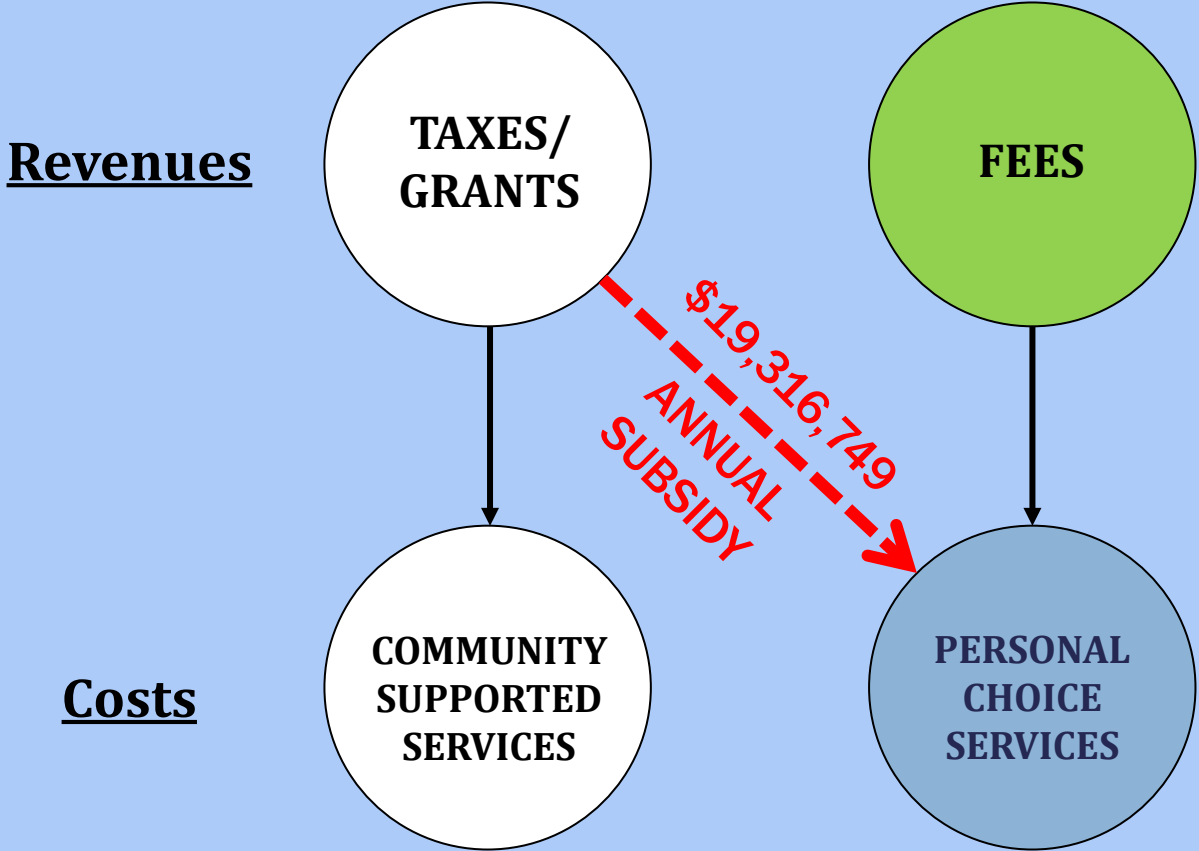 Revenues
TAXES/
GRANTS
FEES
$19,316,749
ANNUAL
SUBSIDY
Costs
COMMUNITY
SUPPORTED
SERVICES
PERSONAL
CHOICE
SERVICES